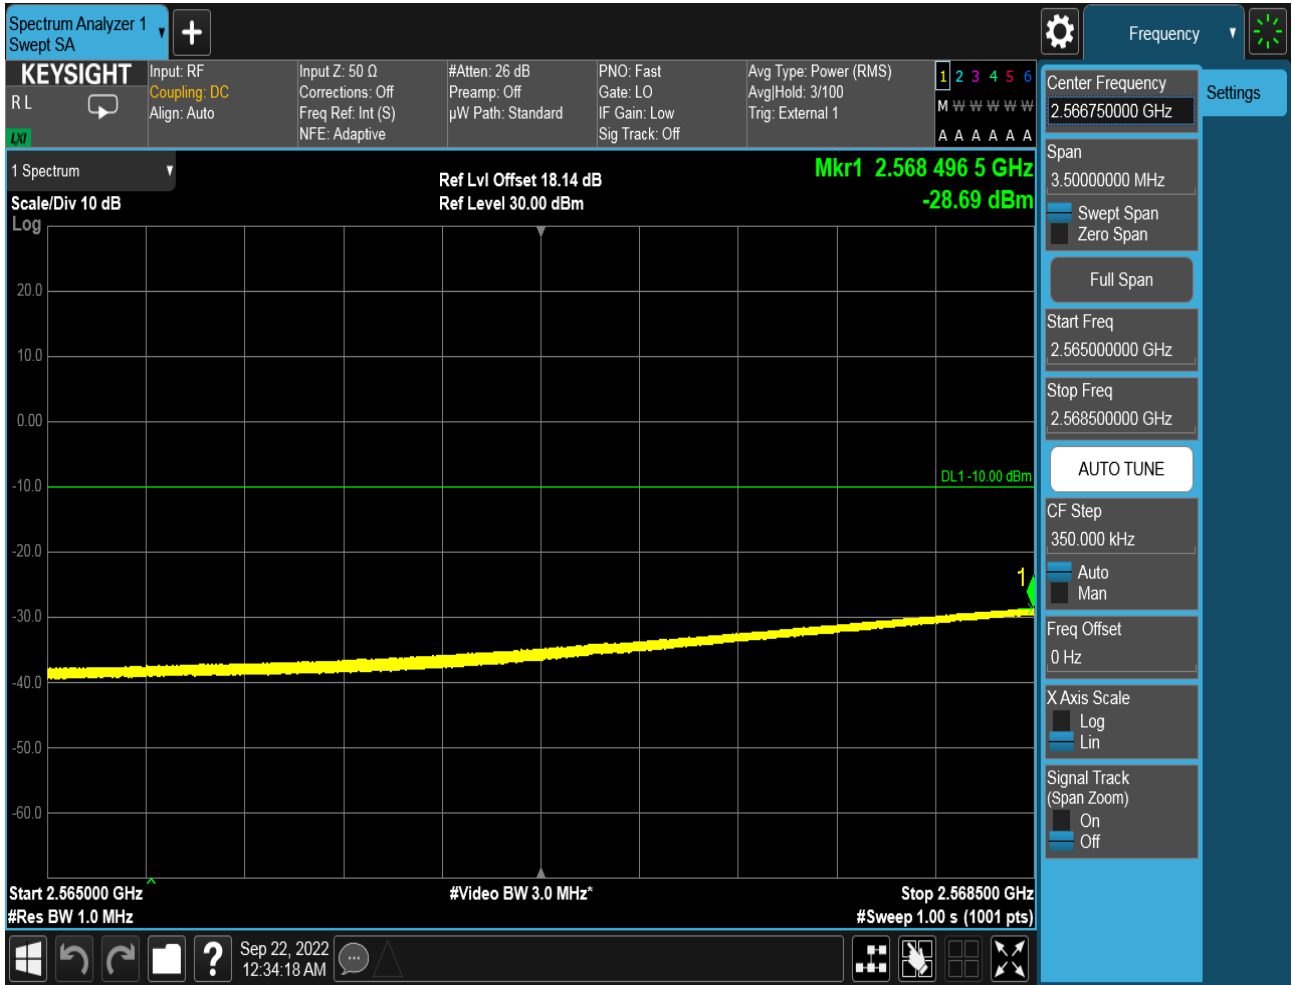 Spectrum Analyzer 1
Swept SA
Frequency
KEYSIGHT
R L
LXI
Input: RF
Coupling: DC
Align: Auto
Input Z: 50 Ω
Corrections: Off
Freq Ref: Int (S)
NFE: Adaptive
#Atten: 26 dB
Preamp: Off
µW Path: Standard
PNO: Fast
Gate: LO
IF Gain: Low
Sig Track: Off
Avg Type: Power (RMS)
Avg|Hold: 3/100
Trig: External 1
1 2 3 4 5 6
M W W W W W
A A A A A A
1 Spectrum
Scale/Div 10 dB
Log
Ref Lvl Offset 18.14 dB
Ref Level 30.00 dBm
Mkr1 2.568 496 5 GHz
-28.69 dBm
20.0
10.0
0.00
-10.0
-20.0
-30.0
-40.0
-50.0
-60.0
DL1 -10.00 dBm
1
Start 2.565000 GHz
#Res BW 1.0 MHz
#Video BW 3.0 MHz*
Stop 2.568500 GHz
#Sweep 1.00 s (1001 pts)
Center Frequency
2.566750000 GHz
Settings
Span
3.50000000 MHz
Swept Span
Zero Span
Full Span
Start Freq
2.565000000 GHz
Stop Freq
2.568500000 GHz
AUTO TUNE
CF Step
350.000 kHz
Auto
Man
Freq Offset
0 Hz
X Axis Scale
Log
Lin
Signal Track
(Span Zoom)
On
Off
?
Sep 22, 2022
12:34:18 AM